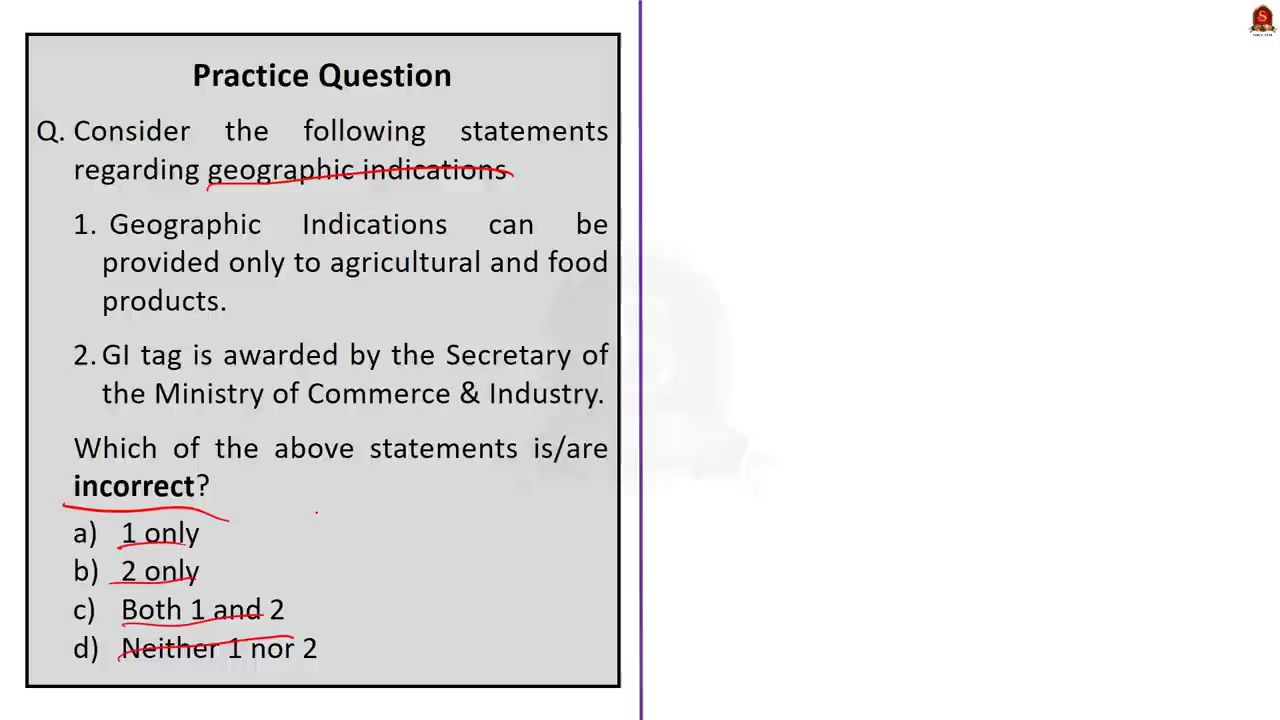 Practice Question
Q. Consider the following statements
regarding geographic indications
1. Geographic Indications can be
provided only to agricultural and food
products.
2. GI tag is awarded by the Secretary of
the Ministry of Commerce & Industry.
Which of the above statements is/are
incorrect?
a) 1 only
b) 2 only
c) Both 1 and 2
d) Neither 1 nor 2